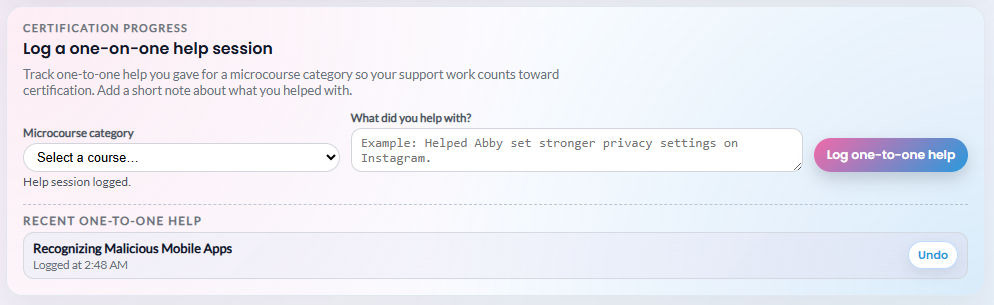 CERTIFICATION PROGRESS
Log a one-on-one help session
Track one-to-one help you gave for a microcourse category so your support work counts toward
certification. Add a short note about what you helped with.
What did you help with?
Microcourse category
Select a course...
Example: Helped Abby set stronger privacy settings on
Instagram.
Log one-to-one help
Help session logged.
RECENT ONE-TO-ONE HELP
Recognizing Malicious Mobile Apps
Logged at 2:48 AM
Undo